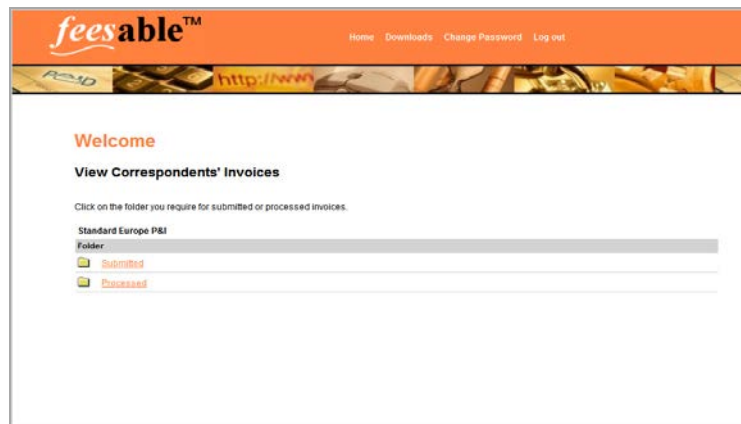 feesable™
Home Downloads Change Password Log out
http://www
Welcome
View Correspondents' Invoices
Click on the folder you require for submitted or processed invoices.
Standard Europe P&I
Folder
Submitted
Processed